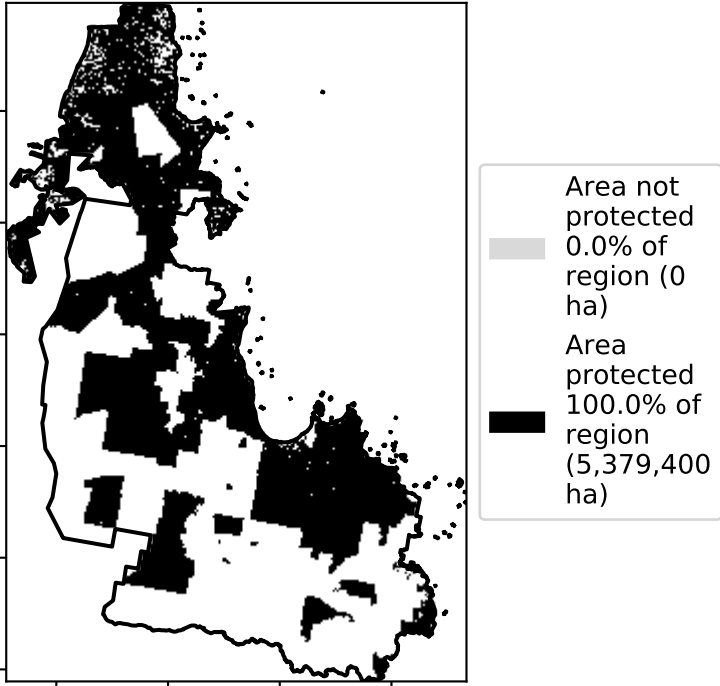 Area not
protected
0.0% of
region (0
ha)
Area
protected
100.0% of
region
(5,379,400
ha)